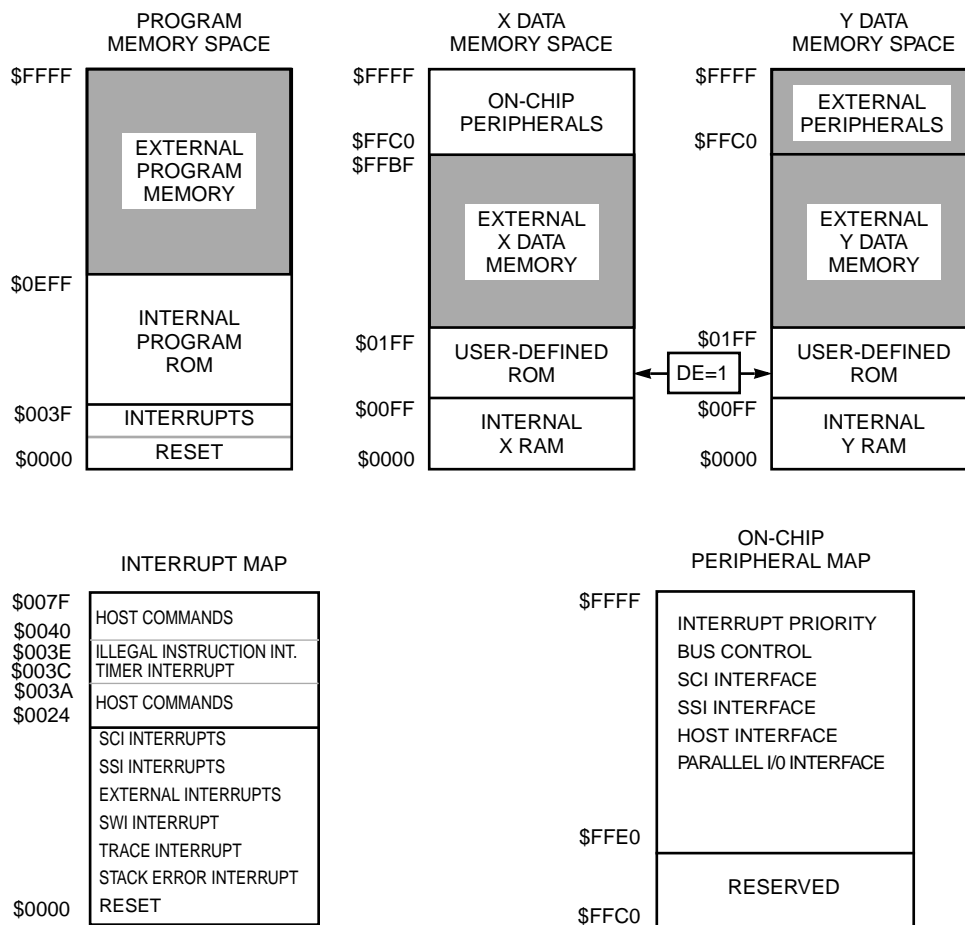 PROGRAM
MEMORY SPACE
$FFFF
EXTERNAL
PROGRAM
MEMORY
$0EFF
INTERNAL
PROGRAM
ROM
$003F
INTERRUPTS
RESET
$0000
X DATA
MEMORY SPACE
$FFFF
ON-CHIP
PERIPHERALS
$FFC0
$FFBF
EXTERNAL
X DATA
MEMORY
$01FF
USER-DEFINED
ROM
$00FF
INTERNAL
X RAM
$0000
DE=1
Y DATA
MEMORY SPACE
$FFFF
EXTERNAL
PERIPHERALS
$FFC0
EXTERNAL
Y DATA
MEMORY
$01FF
USER-DEFINED
ROM
$00FF
INTERNAL
Y RAM
$0000
INTERRUPT MAP
$007F
HOST COMMANDS
$0040
$003E ILLEGAL INSTRUCTION INT.
$003C TIMER INTERRUPT
$003A
HOST COMMANDS
$0024
SCI INTERRUPTS
SSI INTERRUPTS
EXTERNAL INTERRUPTS
SWI INTERRUPT
TRACE INTERRUPT
STACK ERROR INTERRUPT
$0000 RESET
ON-CHIP
PERIPHERAL MAP
$FFFF
INTERRUPT PRIORITY
BUS CONTROL
SCI INTERFACE
SSI INTERFACE
HOST INTERFACE
PARALLEL I/0 INTERFACE
$FFE0
RESERVED
$FFC0